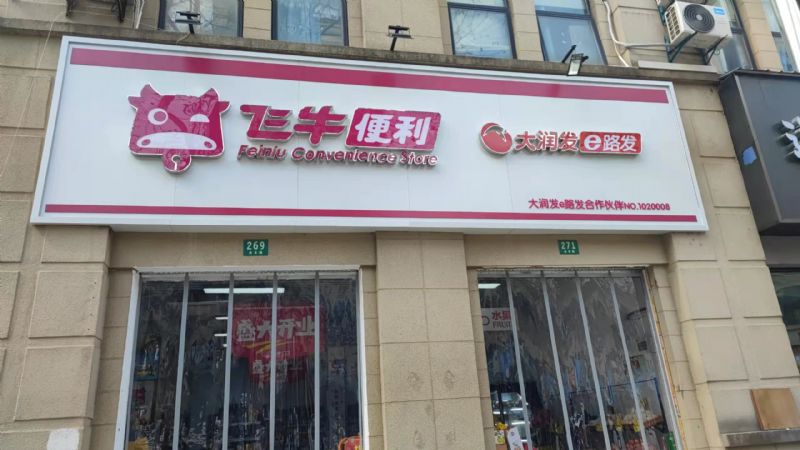 飞牛便利
Feiniu Convenience Store
大润发e路发
大润发e路发合作伙伴NO.1020008
269
271
盛大开业
水果
FRUIT